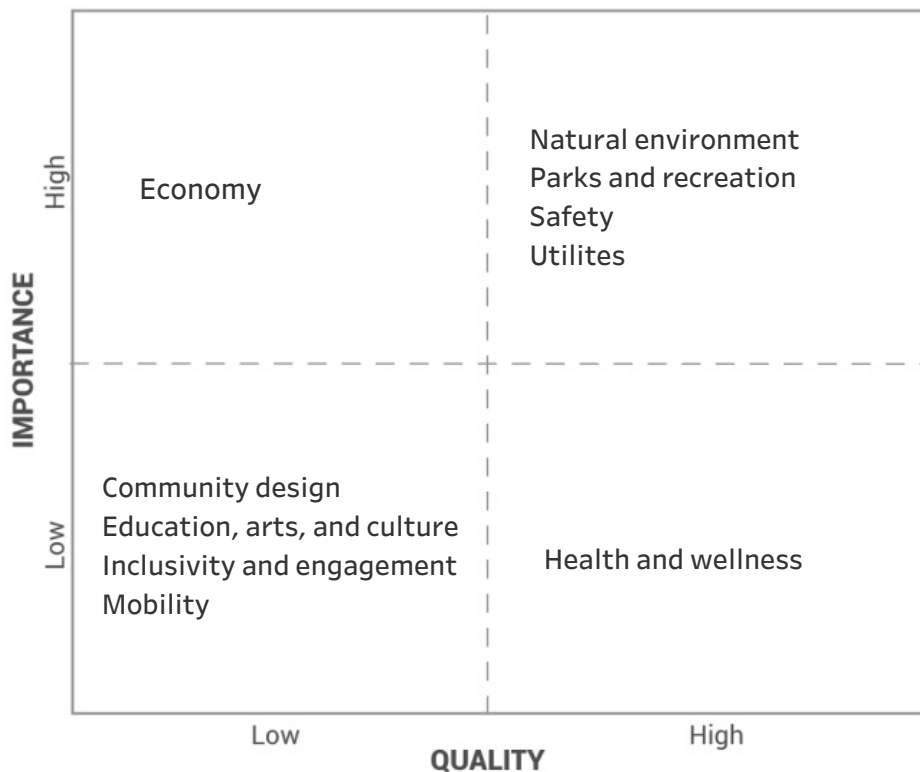 High
IMPORTANCE
Low
Economy
Natural environment
Parks and recreation
Safety
Utilites
Community design
Education, arts, and culture
Inclusivity and engagement
Mobility
Health and wellness
Low
High
QUALITY